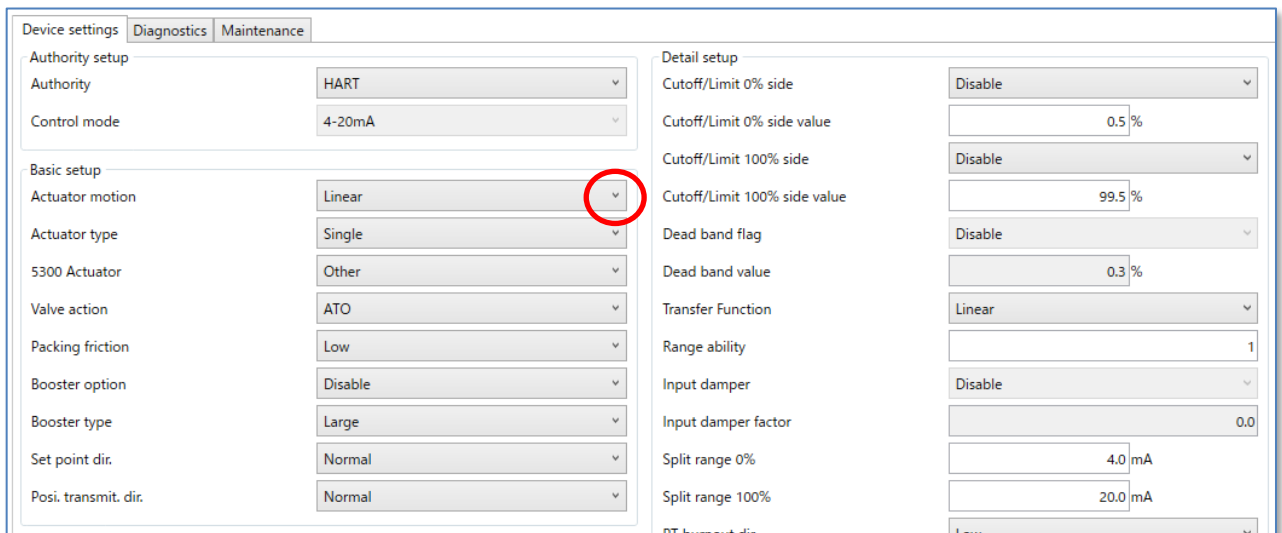 Device settings Diagnostics Maintenance
Authority setup
Authority HART
Control mode 4-20mA
Basic setup
Actuator motion Linear
Actuator type Single
5300 Actuator Other
Valve action ATO
Packing friction Low
Booster option Disable
Booster type Large
Set point dir. Normal
Posi. transmit. dir. Normal
Detail setup
Cutoff/Limit 0% side Disable
Cutoff/Limit 0% side value 0.5 %
Cutoff/Limit 100% side Disable
Cutoff/Limit 100% side value 99.5 %
Dead band flag Disable
Dead band value 0.3 %
Transfer Function Linear
Range ability 1
Input damper Disable
Input damper factor 0.0
Split range 0% 4.0 mA
Split range 100% 20.0 mA
PT burnout dir. Low